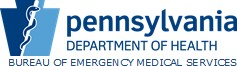 pennsylvania
DEPARTMENT OF HEALTH
BUREAU OF EMERGENCY MEDICAL SERVICES